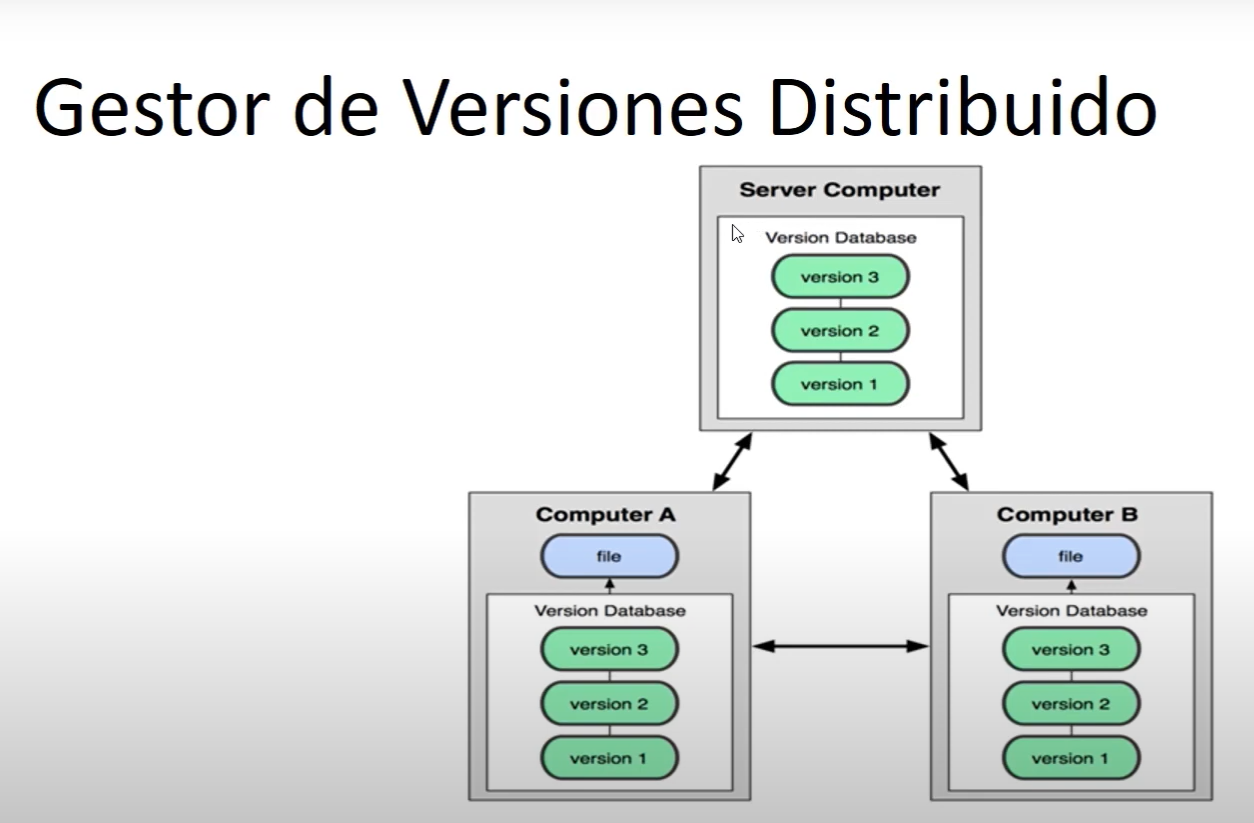 Gestor de Versiones Distribuido
Server Computer
Version Database
version 3
version 2
version 1
Computer A
file
Version Database
version 3
version 2
version 1
Computer B
file
Version Database
version 3
version 2
version 1